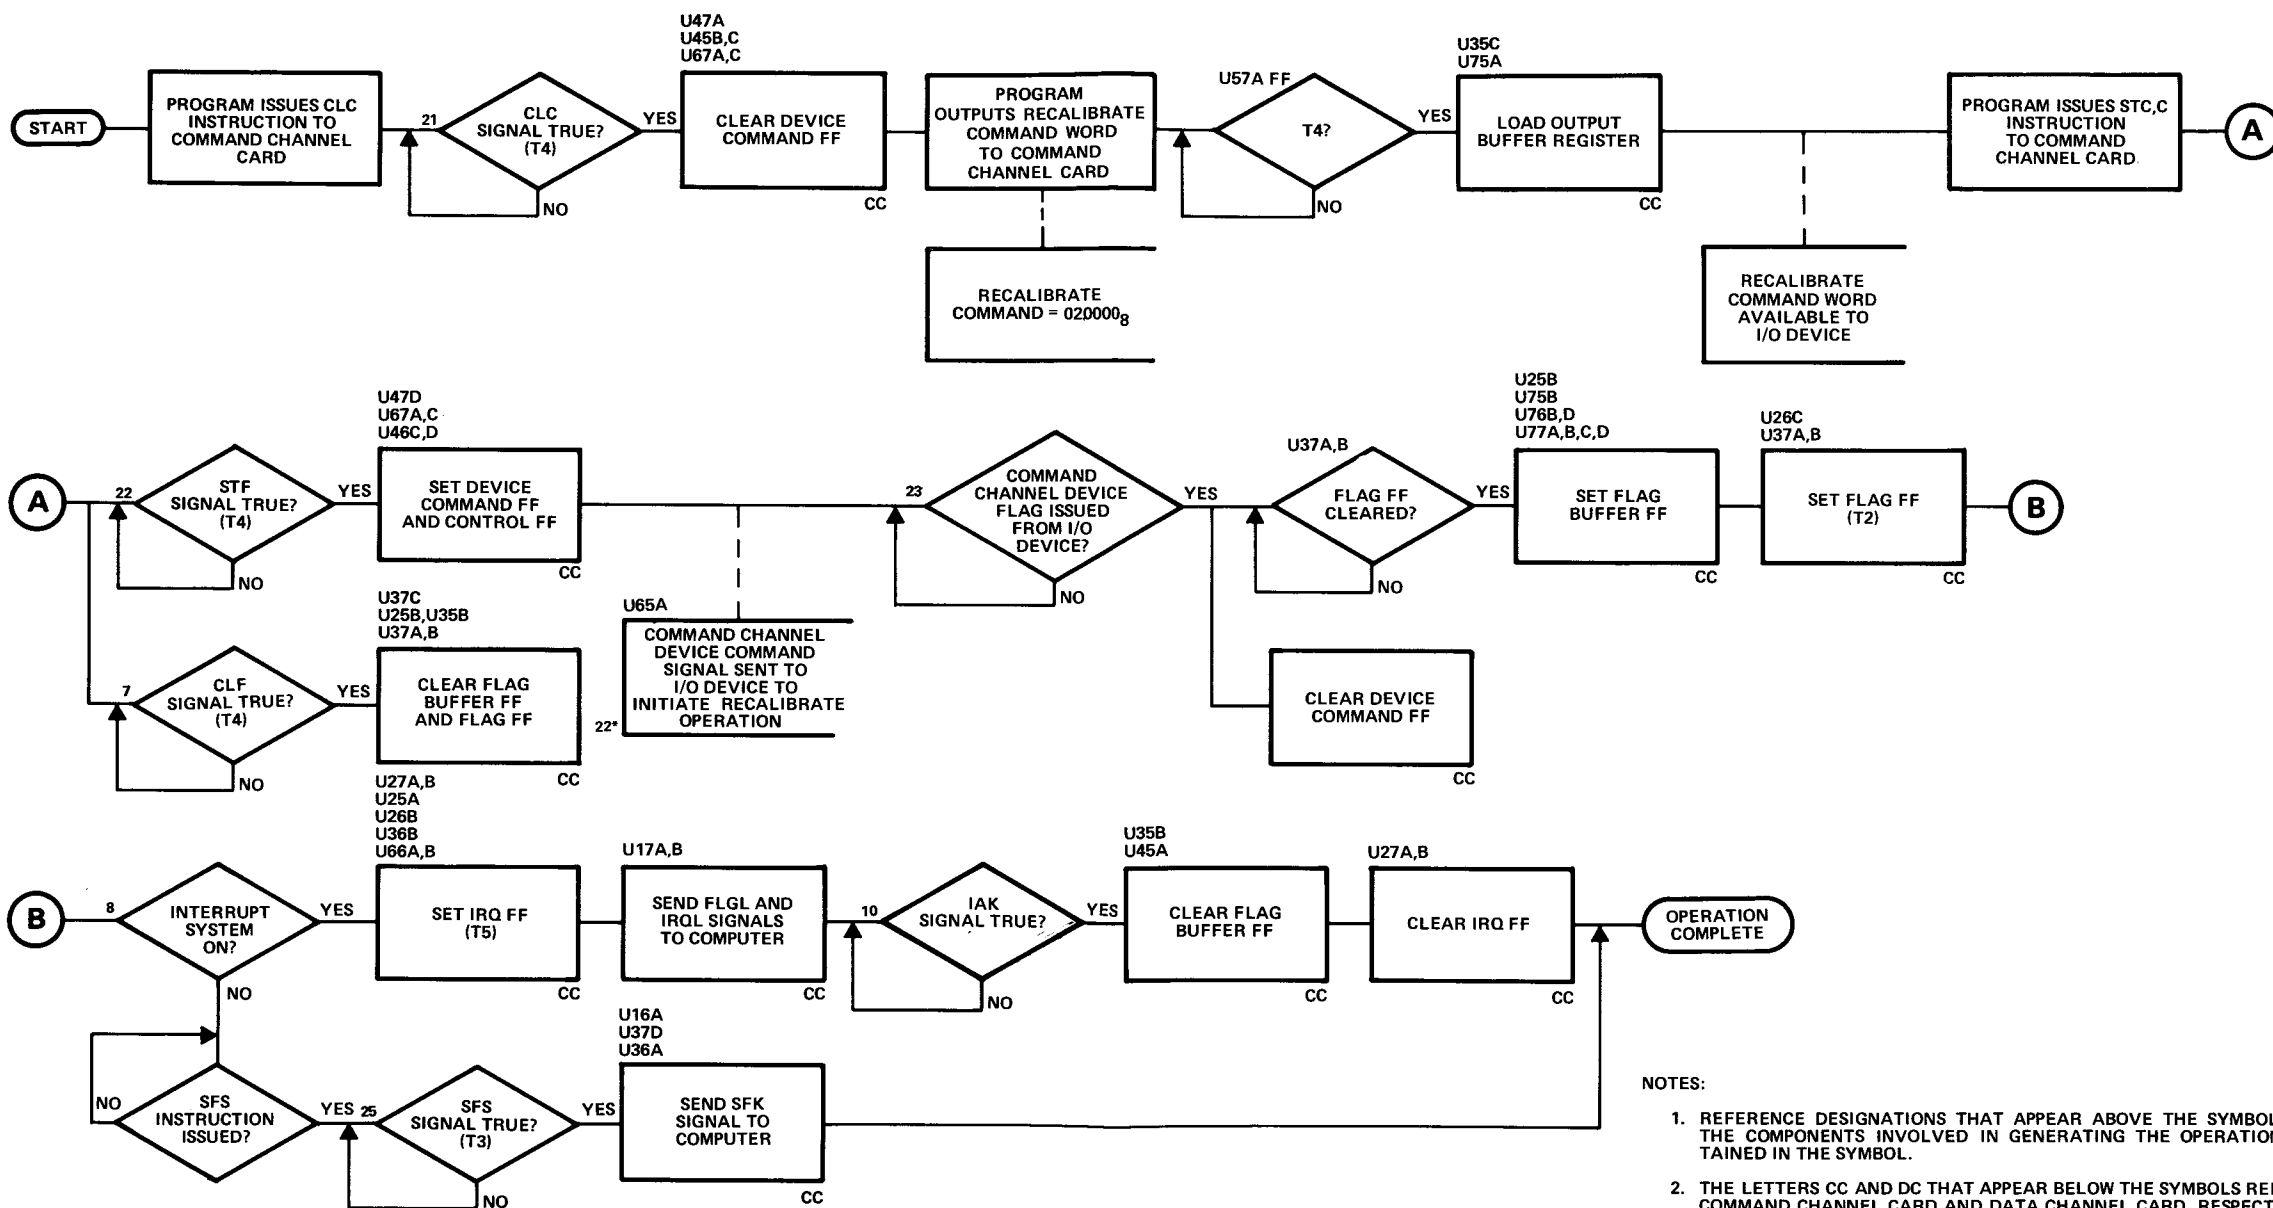 START
PROGRAM ISSUES CLC
INSTRUCTION TO
COMMAND CHANNEL
CARD
21
CLC
SIGNAL TRUE?
(T4)
YES
NO
U47A
U45B,C
U67A,C
CLEAR DEVICE
COMMAND FF
CC
PROGRAM
OUTPUTS RECALIBRATE
COMMAND WORD
TO COMMAND
CHANNEL CARD
RECALIBRATE
COMMAND = 020000₈
U57A FF
T4?
YES
NO
U35C
U75A
LOAD OUTPUT
BUFFER REGISTER
CC
RECALIBRATE
COMMAND WORD
AVAILABLE TO
I/O DEVICE
PROGRAM ISSUES STC,C
INSTRUCTION
TO COMMAND
CHANNEL CARD
A
A
22
STF
SIGNAL TRUE?
(T4)
YES
NO
U47D
U67A,C
U46C,D
SET DEVICE
COMMAND FF
AND CONTROL FF
CC
7
CLF
SIGNAL TRUE?
(T4)
YES
NO
U37C
U25B,U35B
U37A,B
CLEAR FLAG
BUFFER FF
AND FLAG FF
CC
U65A
COMMAND CHANNEL
DEVICE COMMAND
SIGNAL SENT TO
I/O DEVICE TO
INITIATE RECALIBRATE
OPERATION
22*
23
COMMAND
CHANNEL DEVICE
FLAG ISSUED
FROM I/O
DEVICE?
YES
NO
U37A,B
FLAG FF
CLEARED?
YES
NO
CLEAR DEVICE
COMMAND FF
CC
U25B
U75B
U76B,D
U77A,B,C,D
SET FLAG
BUFFER FF
CC
U26C
U37A,B
SET FLAG FF
(T2)
CC
B
B
8
INTERRUPT
SYSTEM
ON?
YES
NO
U27A,B
U25A
U26B
U36B
U66A,B
SET IRQ FF
(T5)
CC
U17A,B
SEND FLGL AND
IRQL SIGNALS
TO COMPUTER
CC
10
IAK
SIGNAL TRUE?
YES
NO
U35B
U45A
CLEAR FLAG
BUFFER FF
CC
U27A,B
CLEAR IRQ FF
CC
OPERATION
COMPLETE
NO
SFS
INSTRUCTION
ISSUED?
YES
25
SFS
SIGNAL TRUE?
(T3)
YES
NO
U16A
U37D
U36A
SEND SFK
SIGNAL TO
COMPUTER
CC
NOTES:
1. REFERENCE DESIGNATIONS THAT APPEAR ABOVE THE SYMBOL
THE COMPONENTS INVOLVED IN GENERATING THE OPERATION
TAINED IN THE SYMBOL.
2. THE LETTERS CC AND DC THAT APPEAR BELOW THE SYMBOLS
COMMAND CHANNEL CARD AND DATA CHANNEL CARD,